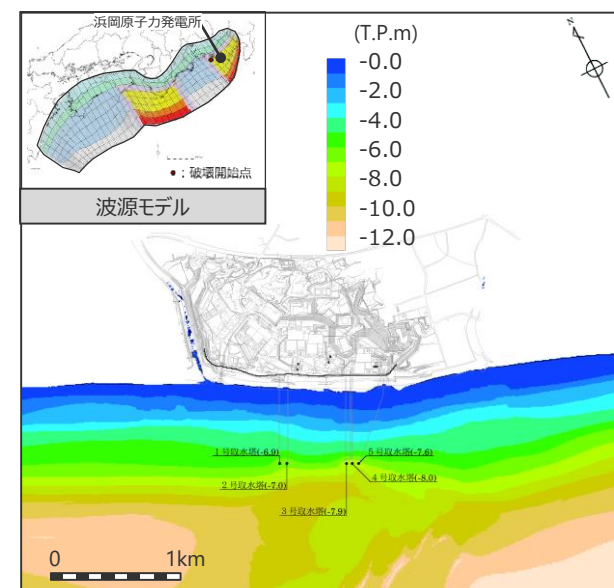 浜岡原子力発電所
●：破壊開始点
波源モデル
(T.P.m)
-0.0
-2.0
-4.0
-6.0
-8.0
-10.0
-12.0
N
1号取水塔(-6.9)
5号取水塔(-7.6)
2号取水塔(-7.0)
4号取水塔(-8.0)
3号取水塔(-7.9)
0 1km